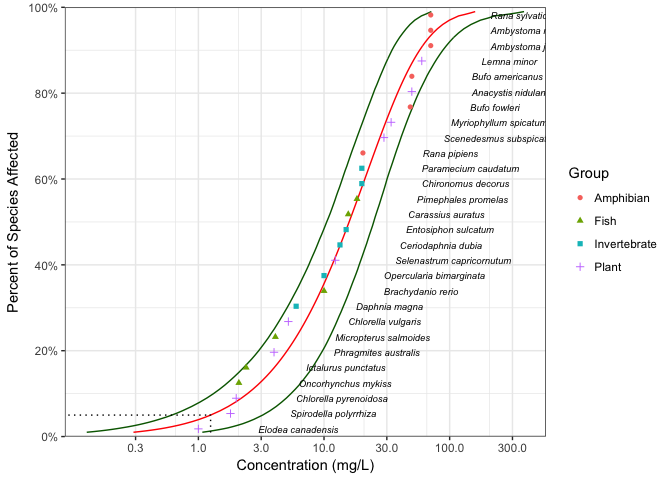 100%
80%
60%
40%
20%
0%
Percent of Species Affected
Rana sylvatic
Ambystoma
Ambystoma
Lemna minor
Bufo americanus
Anacystis nidulan
Bufo fowleri
Myriophyllum spicatum
Scenedesmus subspicat
Rana pipiens
Paramecium caudatum
Chironomus decorus
Pimephales promelas
Carassius auratus
Entosiphon sulcatum
Ceriodaphnia dubia
Selenastrum capricornutum
Opercularia bimarginata
Brachydanio rerio
Daphnia magna
Chlorella vulgaris
Micropterus salmoides
Phragmites australis
Ictalurus punctatus
Oncorhynchus mykiss
Chlorella pyrenoidosa
Spirodella polyrrhiza
Elodea canadensis
0.3 1.0 3.0 10.0 30.0 100.0 300.0
Concentration (mg/L)
Group
Amphibian
Fish
Invertebrate
Plant